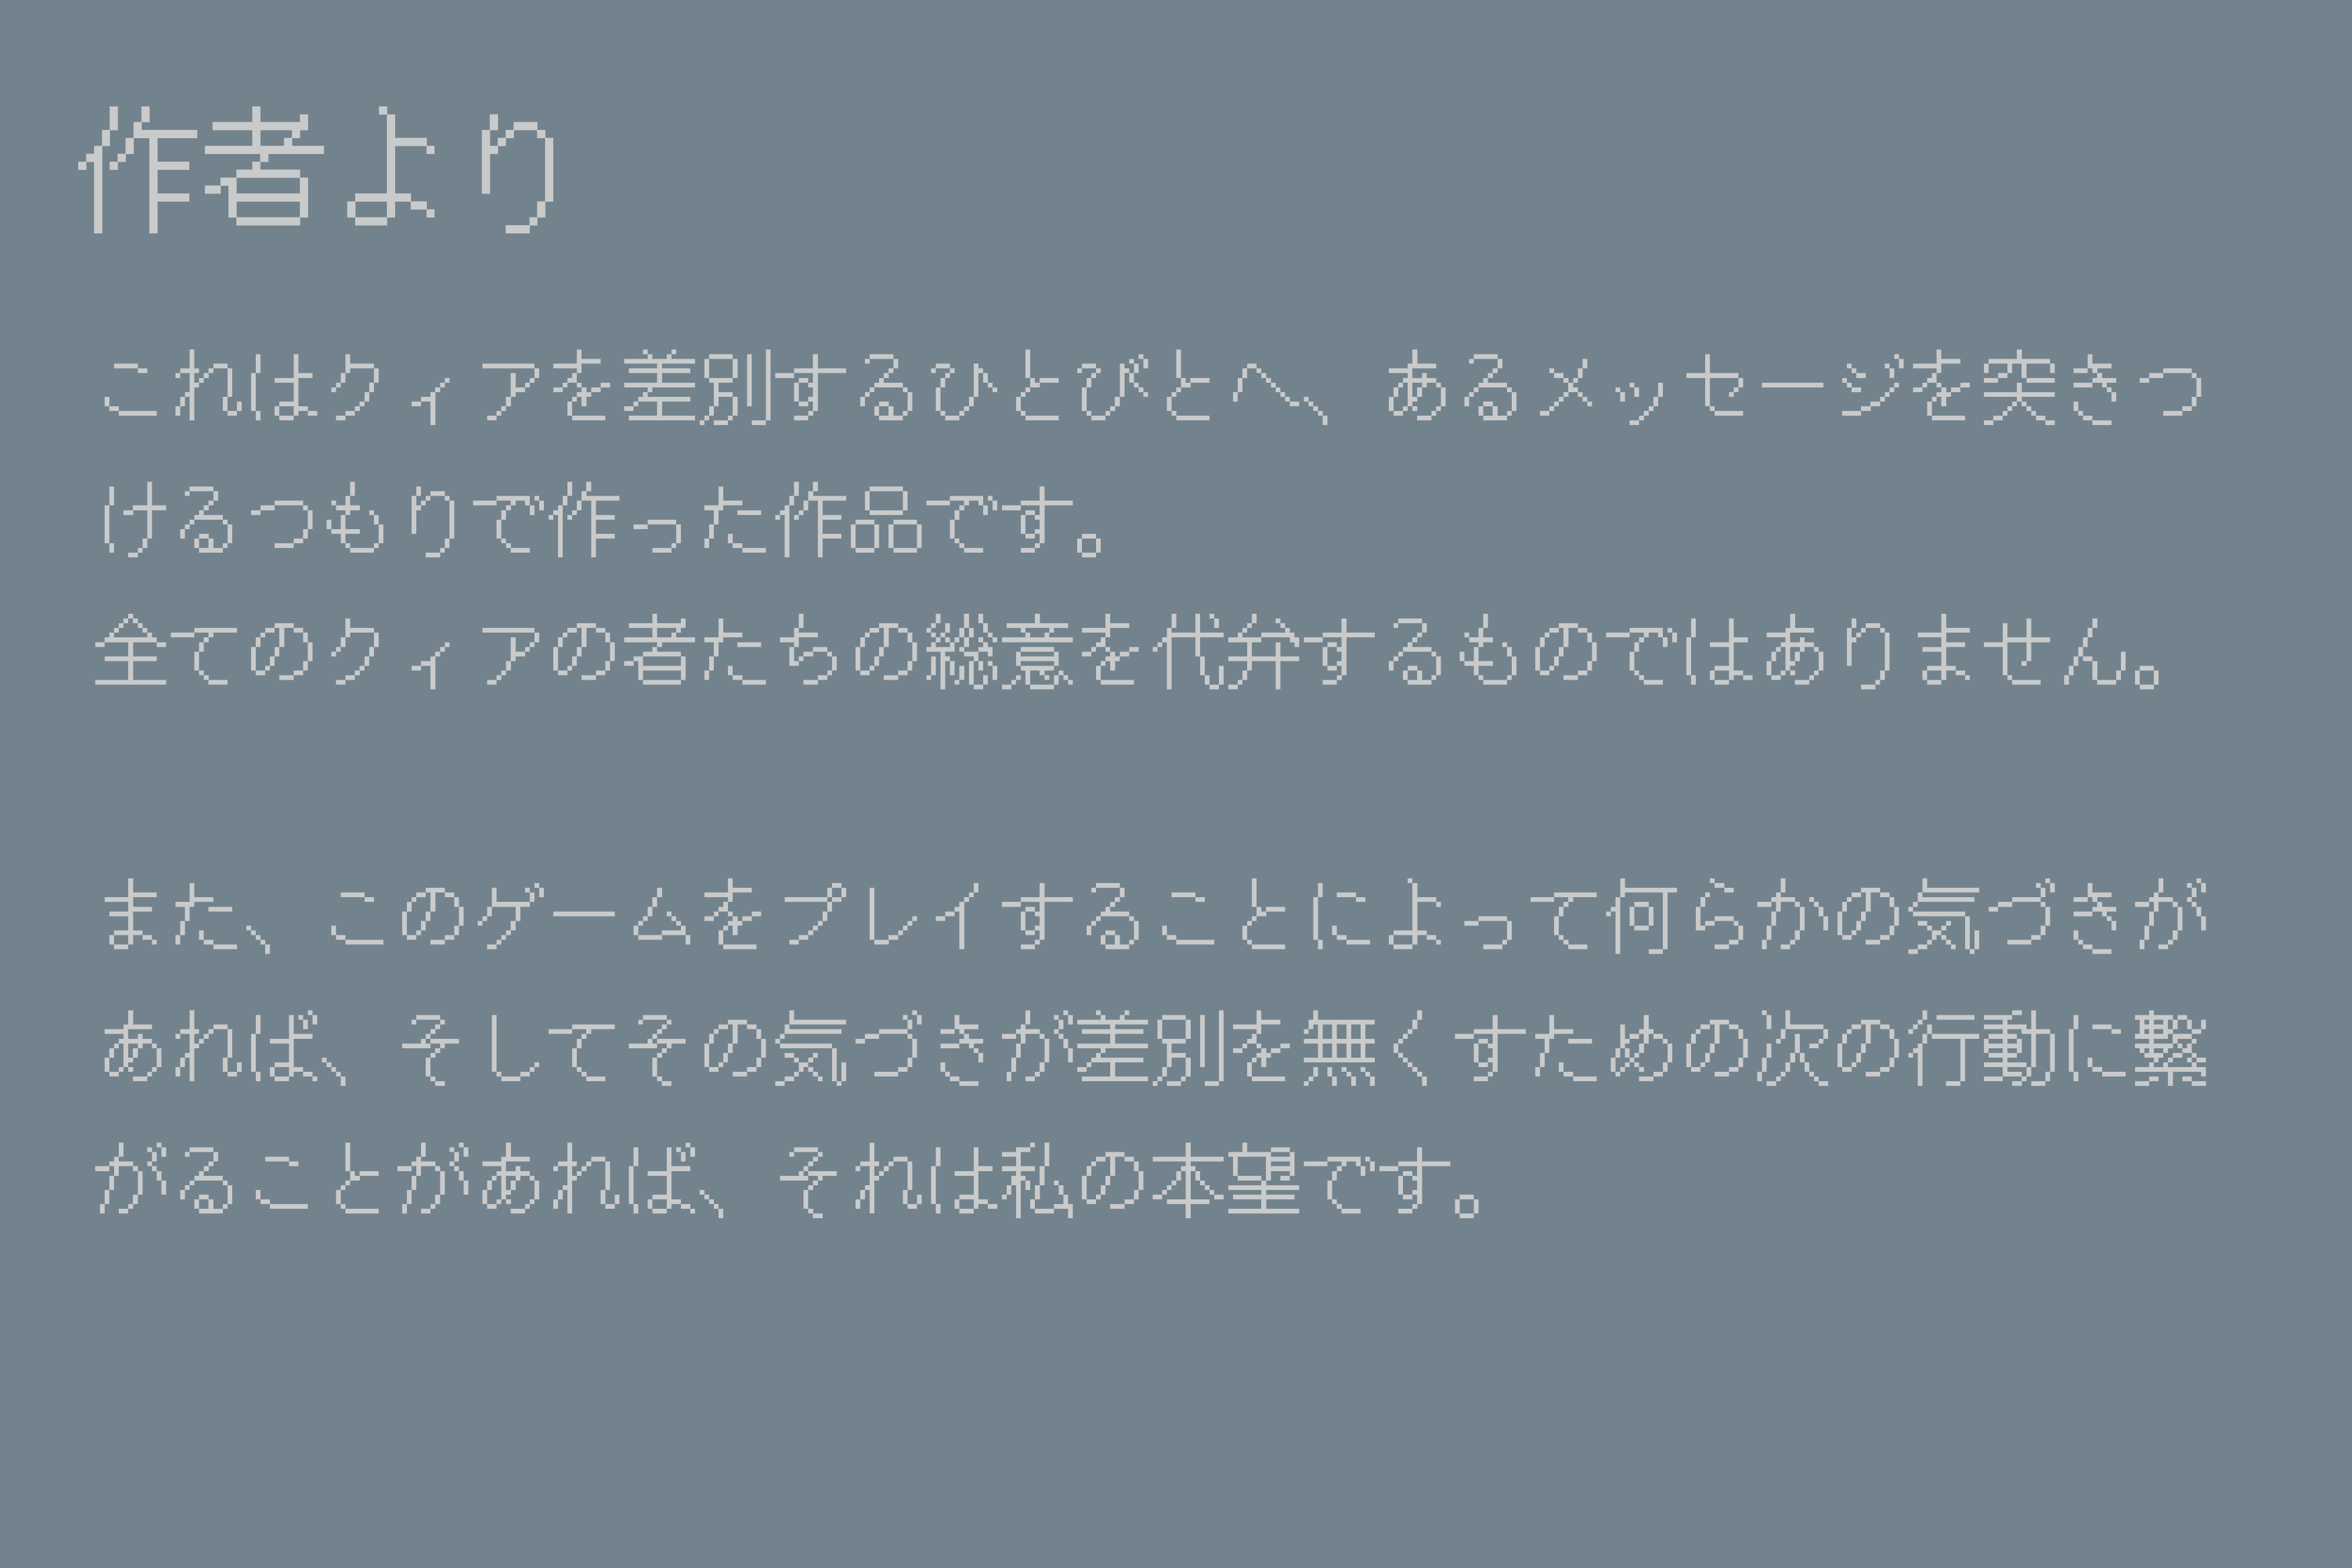 作者より
これはクィアを差別するひとびとへ、あるメッセージを突きつ
けるつもりで作った作品です。
全てのクィアの者たちの総意を代弁するものではありません。
また、このゲームをプレイすることによって何らかの気づきが
あれば、そしてその気づきが差別を無くすための次の行動に繋
がることがあれば、それは私の本望です。